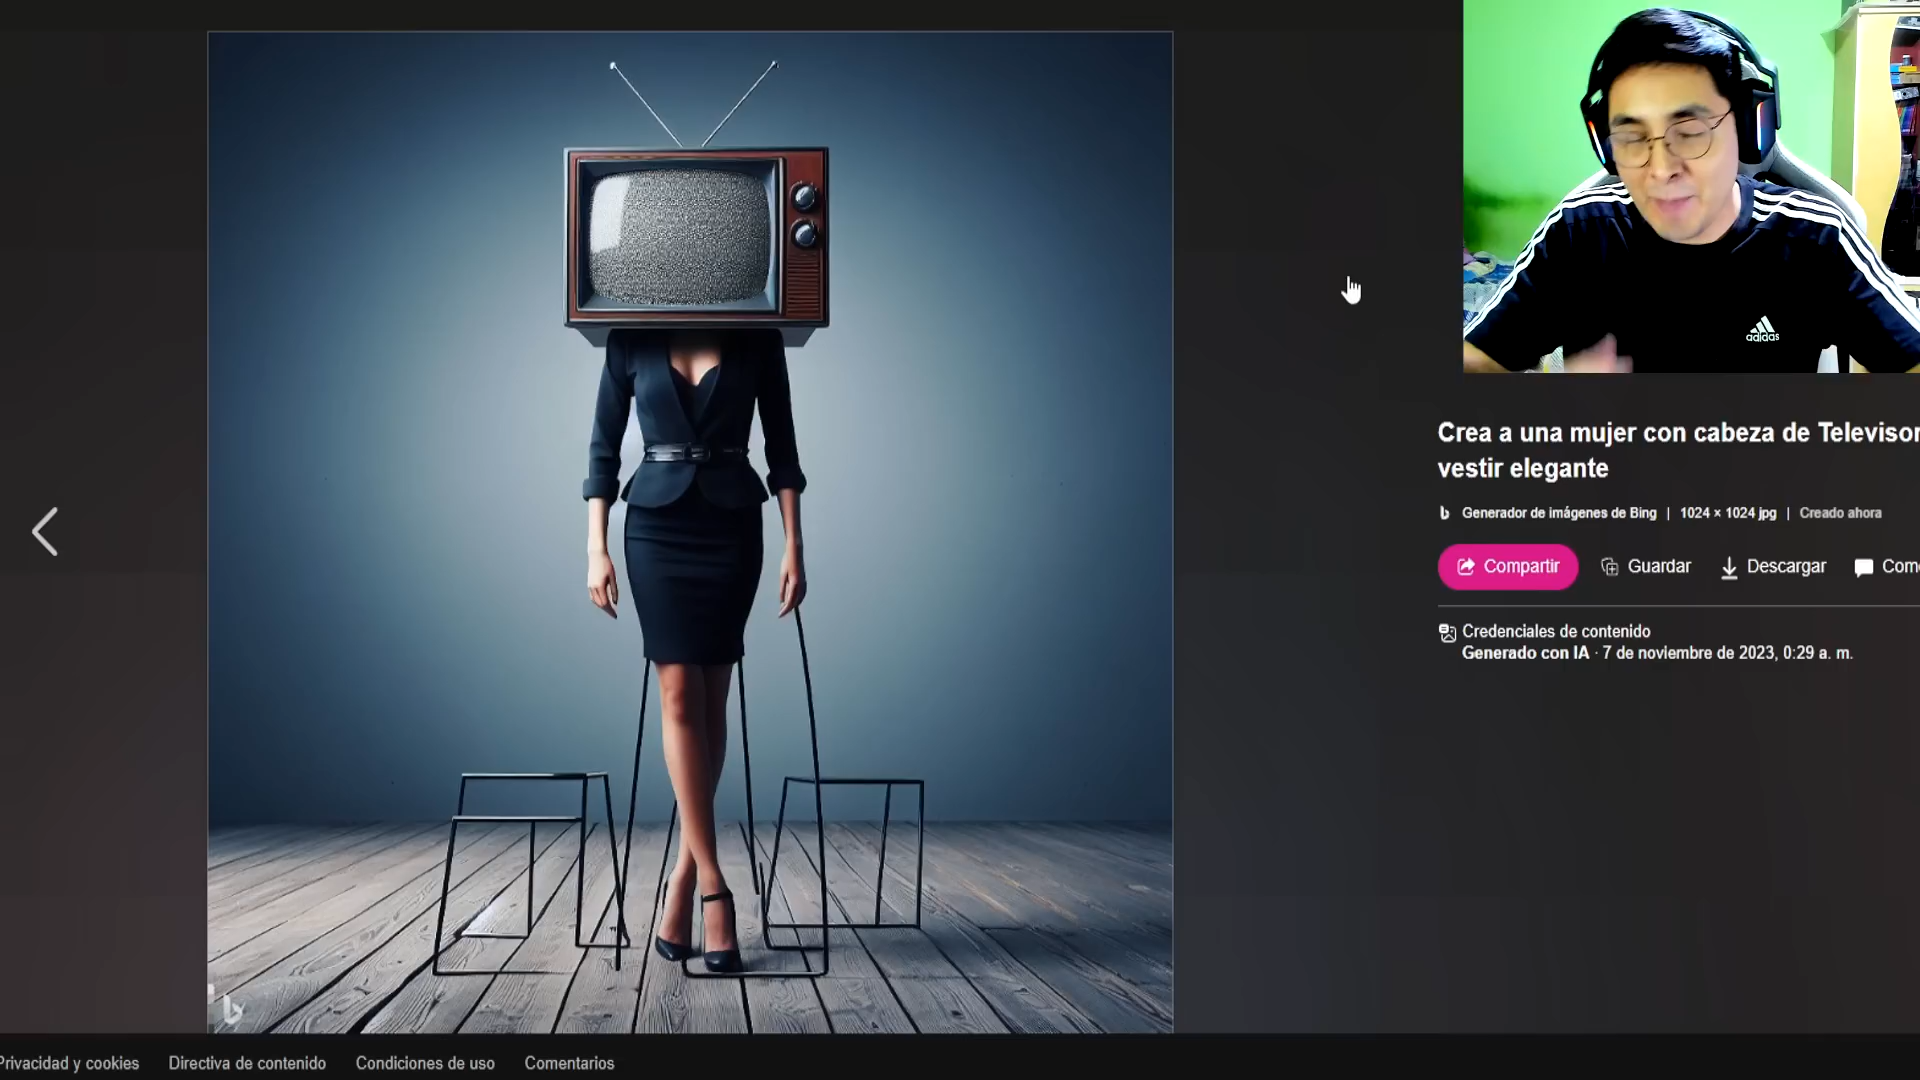 adidas
Crea a una mujer con cabeza de Televisor
vestir elegante
Generador de imágenes de Bing | 1024 × 1024 jpg | Creado ahora
Compartir
Guardar
Descargar
Credenciales de contenido
Generado con IA · 7 de noviembre de 2023, 0:29 a. m.
Privacidad y cookies
Directiva de contenido
Condiciones de uso
Comentarios